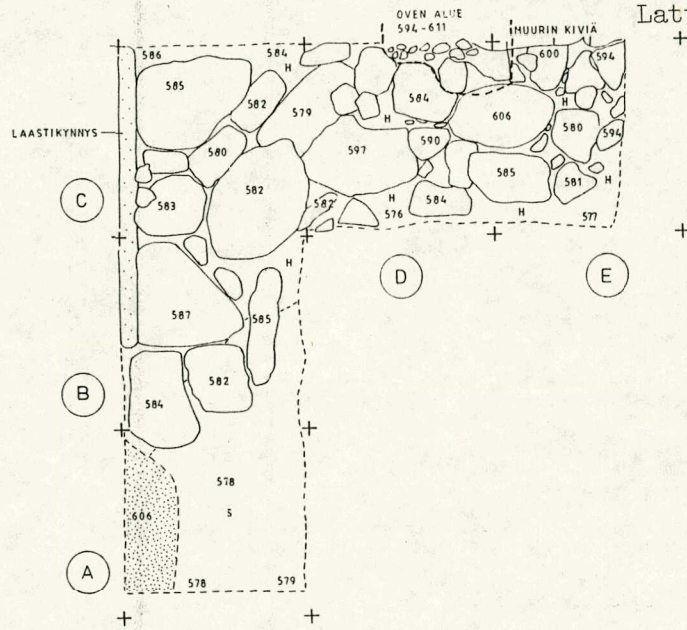 Lat
OVEN ALUE
594-611
MUURIN KIVIÄ
586
584
600
594
585
H
582
579
584
H
606
H
580
594
LAASTIKYNNYS
580
597
590
582
585
581
H
583
C
582
H
576
584
H
577
H
D
E
587
585
B
584
582
578
606
S
A
578
579